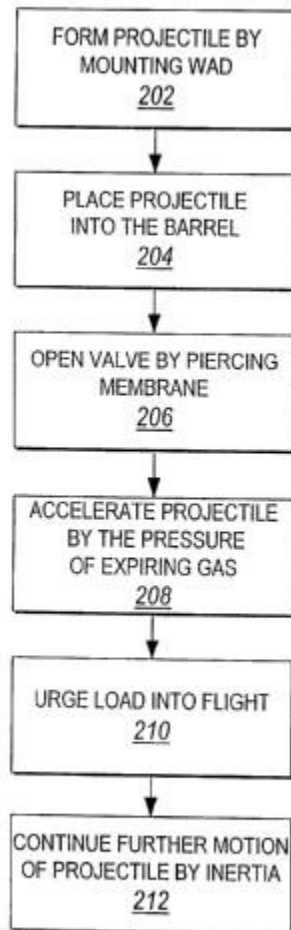 FORM PROJECTILE BY
MOUNTING WAD
202
PLACE PROJECTILE
INTO THE BARREL
204
OPEN VALVE BY PIERCING
MEMBRANE
206
ACCELERATE PROJECTILE
BY THE PRESSURE
OF EXPIRING GAS
208
URGE LOAD INTO FLIGHT
210
CONTINUE FURTHER MOTION
OF PROJECTILE BY INERTIA
212